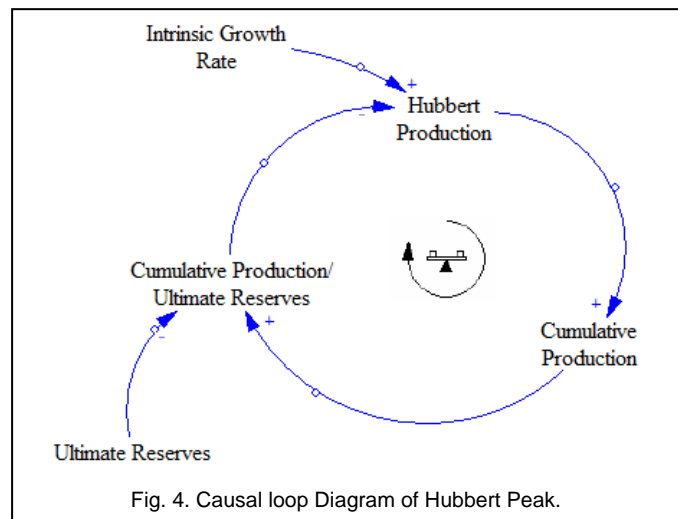 Intrinsic Growth
Rate
+
Hubbert
Production
-
Cumulative Production/
Ultimate Reserves
+
-
+
Cumulative
Production
Ultimate Reserves
Fig. 4. Causal loop Diagram of Hubbert Peak.